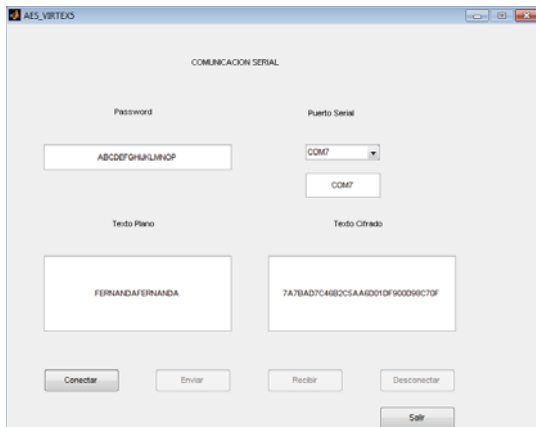 AES_VIRTEX5
COMUNICACION SERIAL
Password
Puerto Serial
ABCDEFGHIJKLMNOP
COM7
COM7
Texto Plano
Texto Cifrado
FERNANDAFERNANDA
7A7BAD7C46B2C5AA6D01DF900D98C70F
Conectar
Enviar
Recibir
Desconectar
Salir